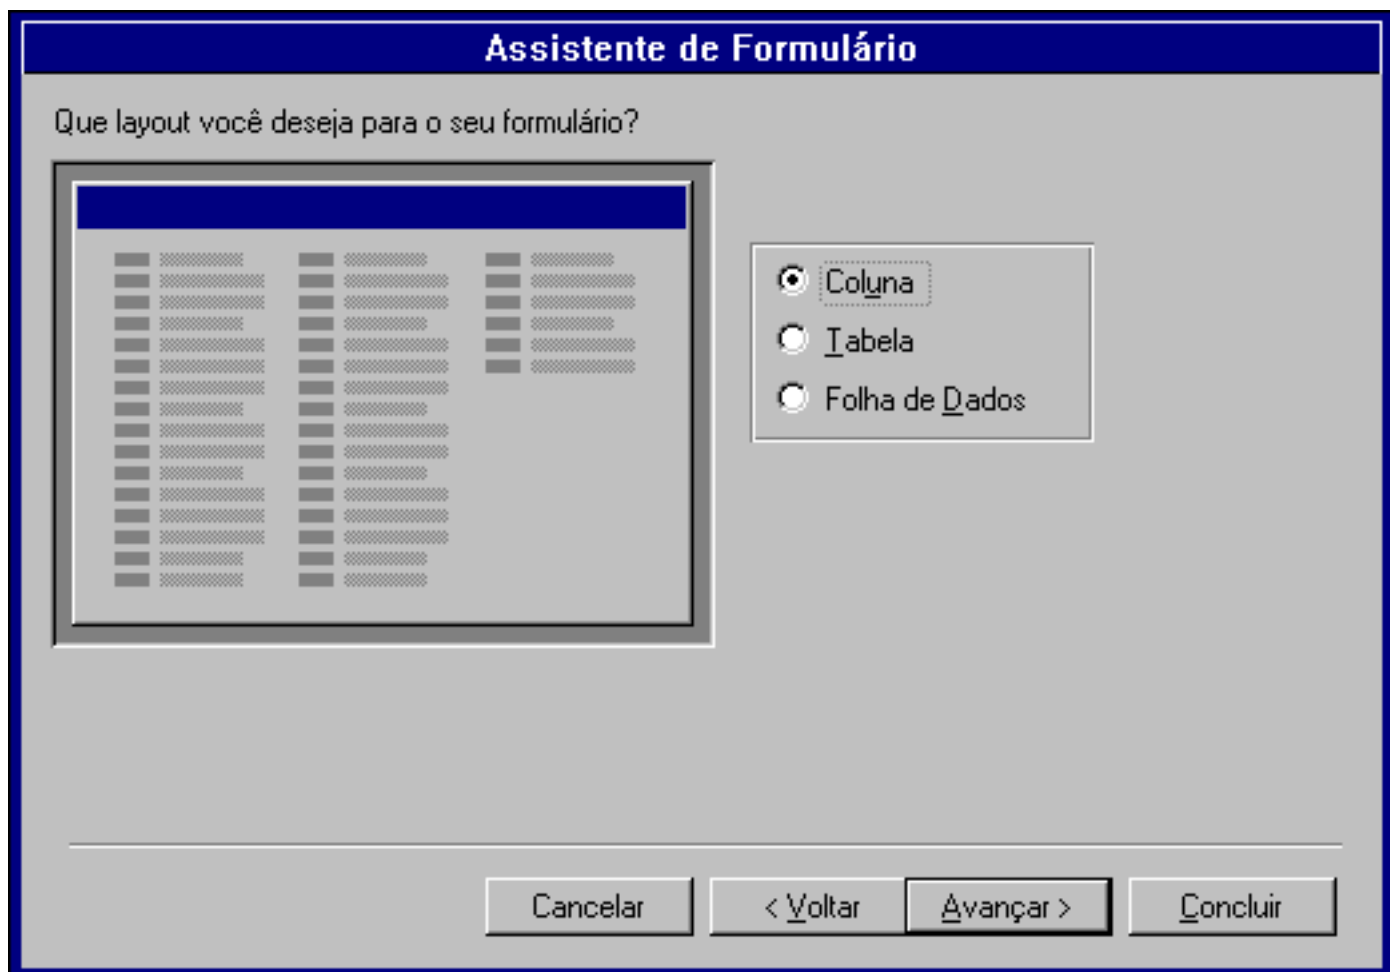 Assistente de Formulário
Que layout você deseja para o seu formulário?
Coluna
Tabela
Folha de Dados
Cancelar
< Voltar
Avançar >
Concluir